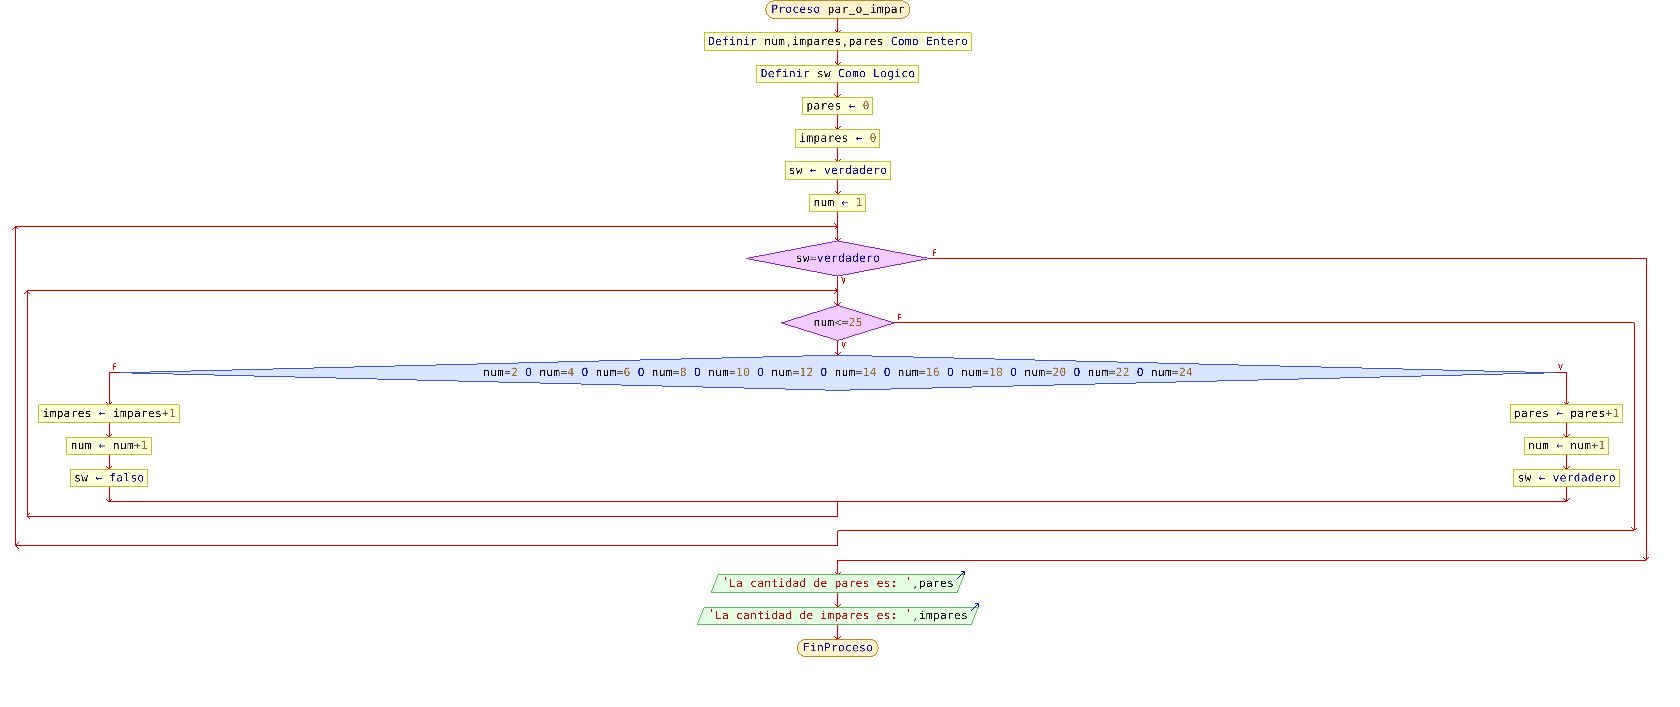 Proceso par_o_impar
Definir num,impares,pares Como Entero
Definir sw Como Logico
pares ← 0
impares ← 0
sw ← verdadero
num ← 1
sw=verdadero
F
V
num<=25
F
V
F
num=2 O num=4 O num=6 O num=8 O num=10 O num=12 O num=14 O num=16 O num=18 O num=20 O num=22 O num=24
V
impares ← impares+1
pares ← pares+1
num ← num+1
num ← num+1
sw ← falso
sw ← verdadero
'La cantidad de pares es: ',pares
'La cantidad de impares es: ',impares
FinProceso